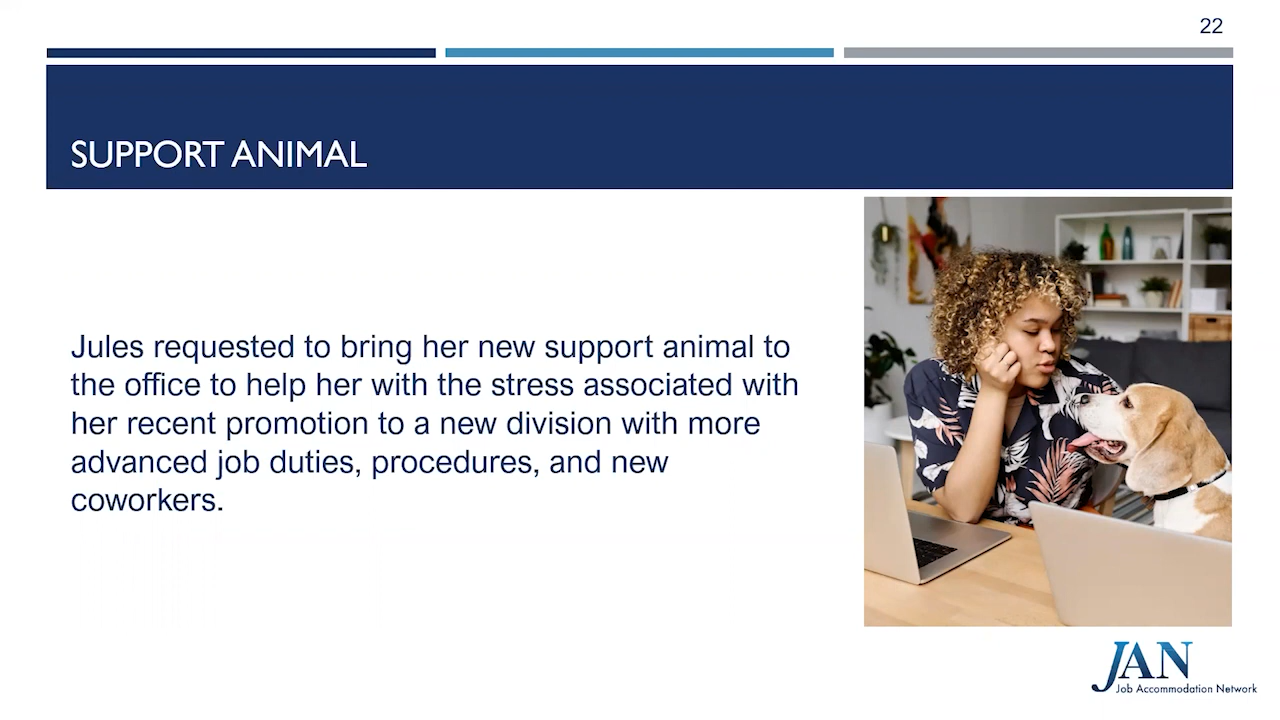 22
SUPPORT ANIMAL
Jules requested to bring her new support animal to
the office to help her with the stress associated with
her recent promotion to a new division with more
advanced job duties, procedures, and new
coworkers.
JAN
Job Accommodation Network